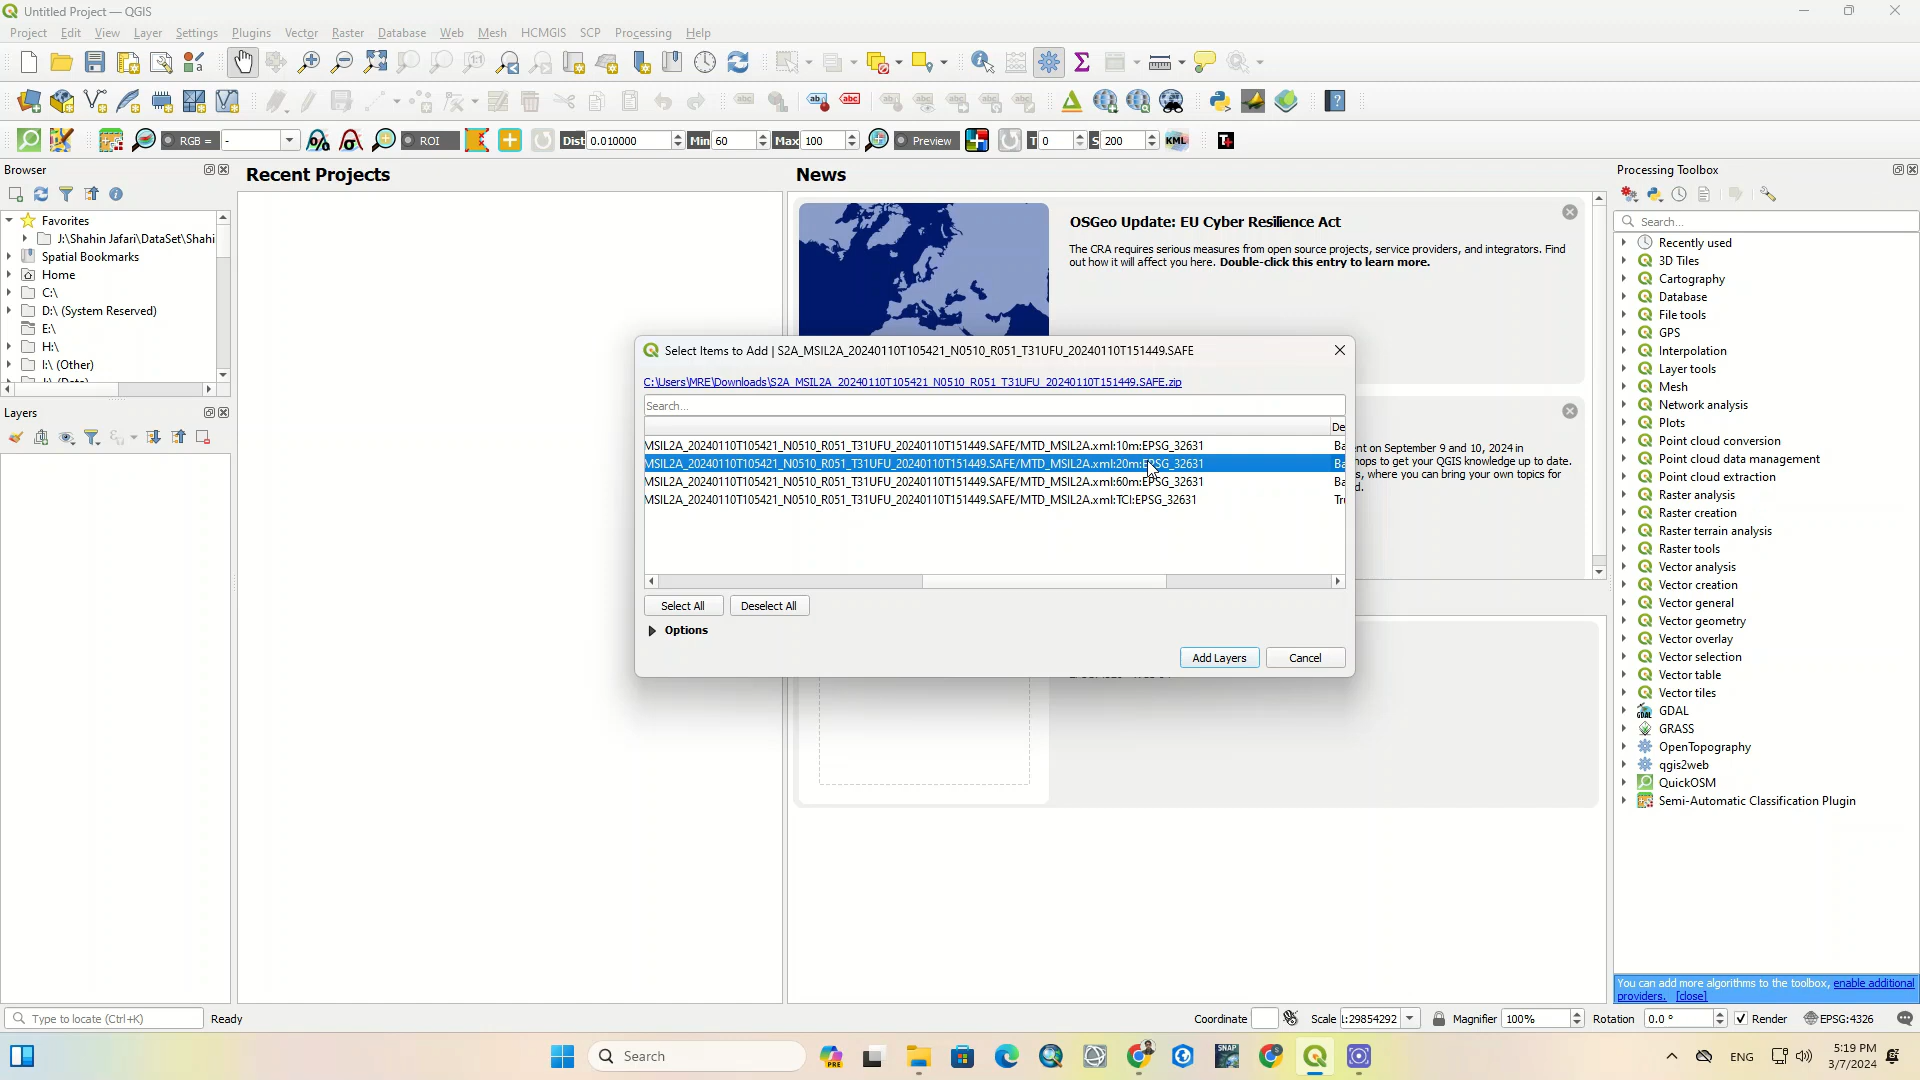 Untitled Project — QGIS
Project Edit View Layer Settings Plugins Vector Raster Database Web Mesh HCMGIS SCP Processing Help
RGB = - ROI Dist 0.010000 Min 60 Max 100 Preview T 0 S 200 KML
Browser
Favorites
J:\Shahin Jafari\DataSet\Shahi
Spatial Bookmarks
Home
C:\
D:\ (System Reserved)
E:\
H:\
I:\ (Other)
Layers
Recent Projects
News
OSGeo Update: EU Cyber Resilience Act
The CRA requires serious measures from open source projects, service providers, and integrators. Find
out how it will affect you here. Double-click this entry to learn more.
ent on September 9 and 10, 2024 in
hops to get your QGIS knowledge up to date.
s, where you can bring your own topics for
d.
Select Items to Add | S2A_MSIL2A_20240110T105421_N0510_R051_T31UFU_20240110T151449.SAFE
C:\Users\MRE\Downloads\S2A_MSIL2A_20240110T105421_N0510_R051_T31UFU_20240110T151449.SAFE.zip
Search...
De
MSIL2A_20240110T105421_N0510_R051_T31UFU_20240110T151449.SAFE/MTD_MSIL2A.xml:10m:EPSG_32631 Ba
MSIL2A_20240110T105421_N0510_R051_T31UFU_20240110T151449.SAFE/MTD_MSIL2A.xml:20m:EPSG_32631 Ba
MSIL2A_20240110T105421_N0510_R051_T31UFU_20240110T151449.SAFE/MTD_MSIL2A.xml:60m:EPSG_32631 Ba
MSIL2A_20240110T105421_N0510_R051_T31UFU_20240110T151449.SAFE/MTD_MSIL2A.xml:TCI:EPSG_32631 Tru
Select All Deselect All
Options
Add Layers Cancel
Processing Toolbox
Search...
Recently used
3D Tiles
Cartography
Database
File tools
GPS
Interpolation
Layer tools
Mesh
Network analysis
Plots
Point cloud conversion
Point cloud data management
Point cloud extraction
Raster analysis
Raster creation
Raster terrain analysis
Raster tools
Vector analysis
Vector creation
Vector general
Vector geometry
Vector overlay
Vector selection
Vector table
Vector tiles
GDAL
GRASS
OpenTopography
qgis2web
QuickOSM
Semi-Automatic Classification Plugin
You can add more algorithms to the toolbox, enable additional
providers. [close]
Type to locate (Ctrl+K) Ready Coordinate Scale 1:29854292 Magnifier 100% Rotation 0.0 ° Render EPSG:4326
Search PRE SNAP ENG 5:19 PM
3/7/2024